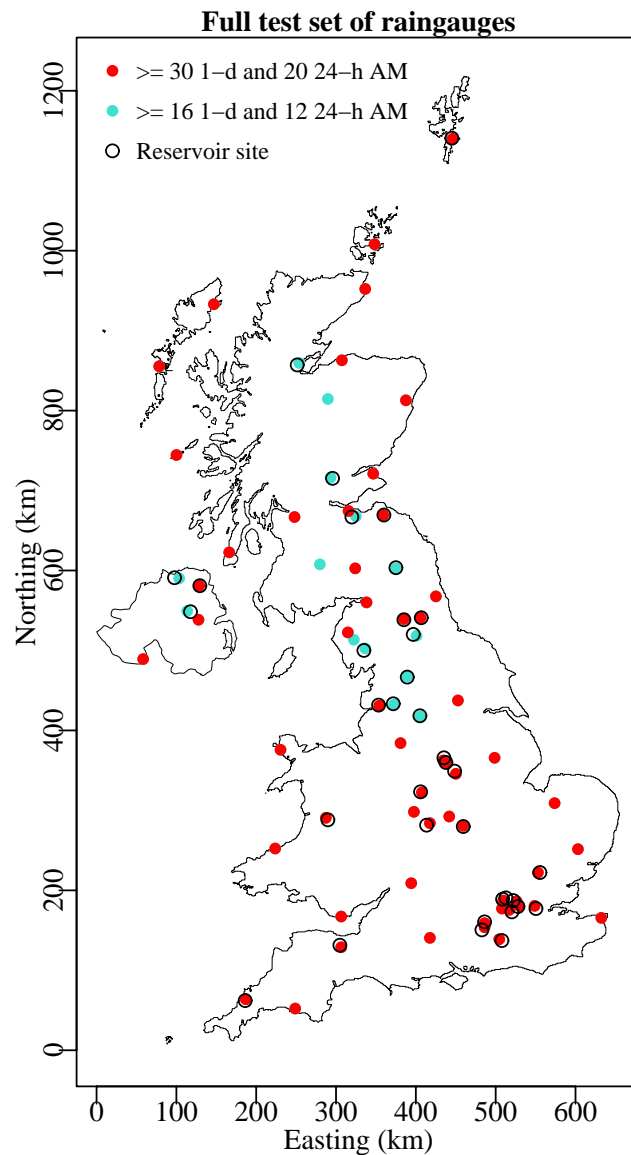 Full test set of raingauges
>= 30 1−d and 20 24−h AM
>= 16 1−d and 12 24−h AM
Reservoir site
Northing (km)
1200
1000
800
600
400
200
0
0 100 200 300 400 500 600
Easting (km)